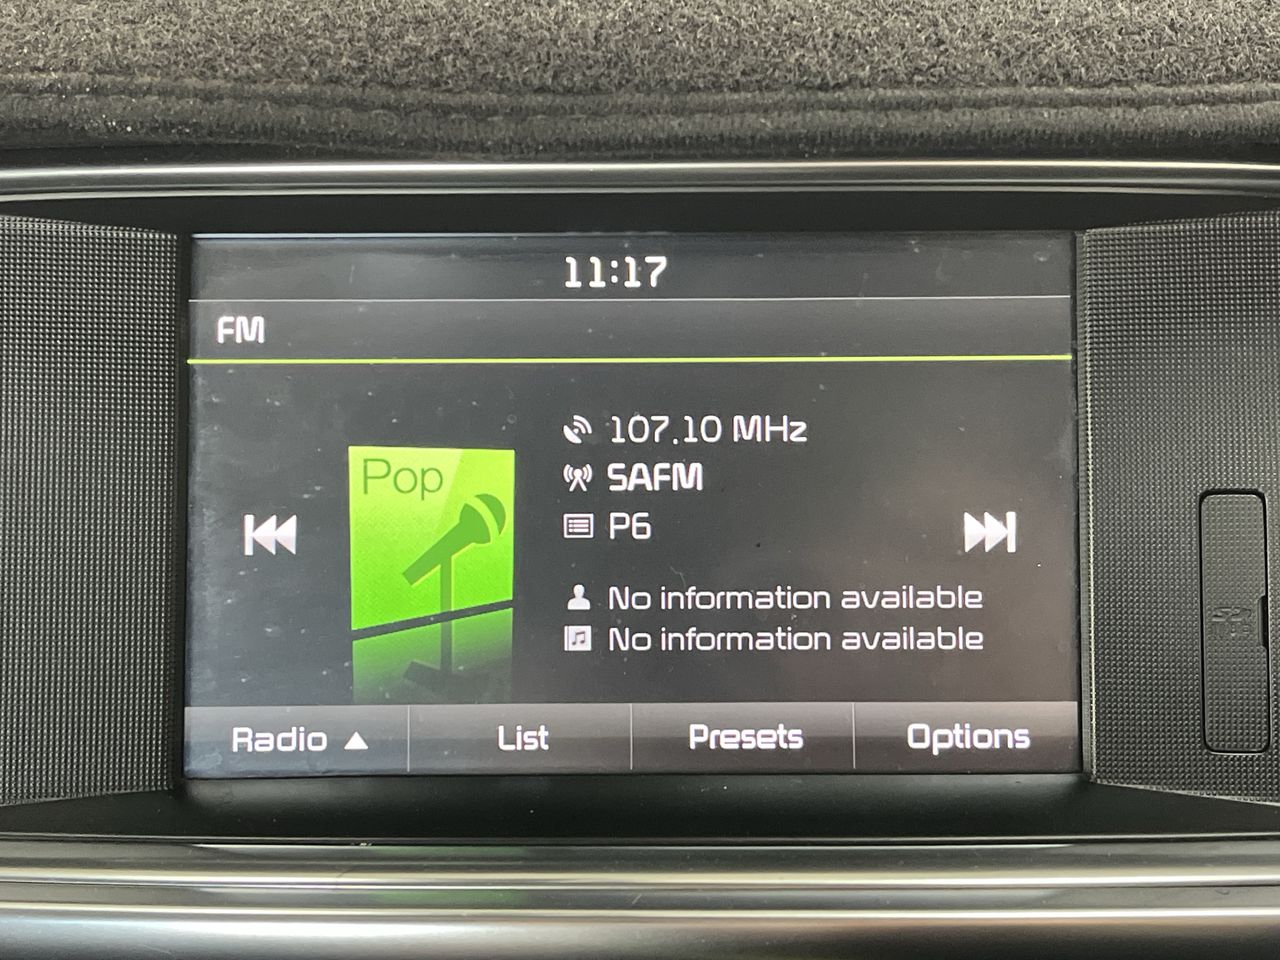 11:17
FM
Pop
107.10 MHz
SAFM
P6
No information available
No information available
Radio
List
Presets
Options